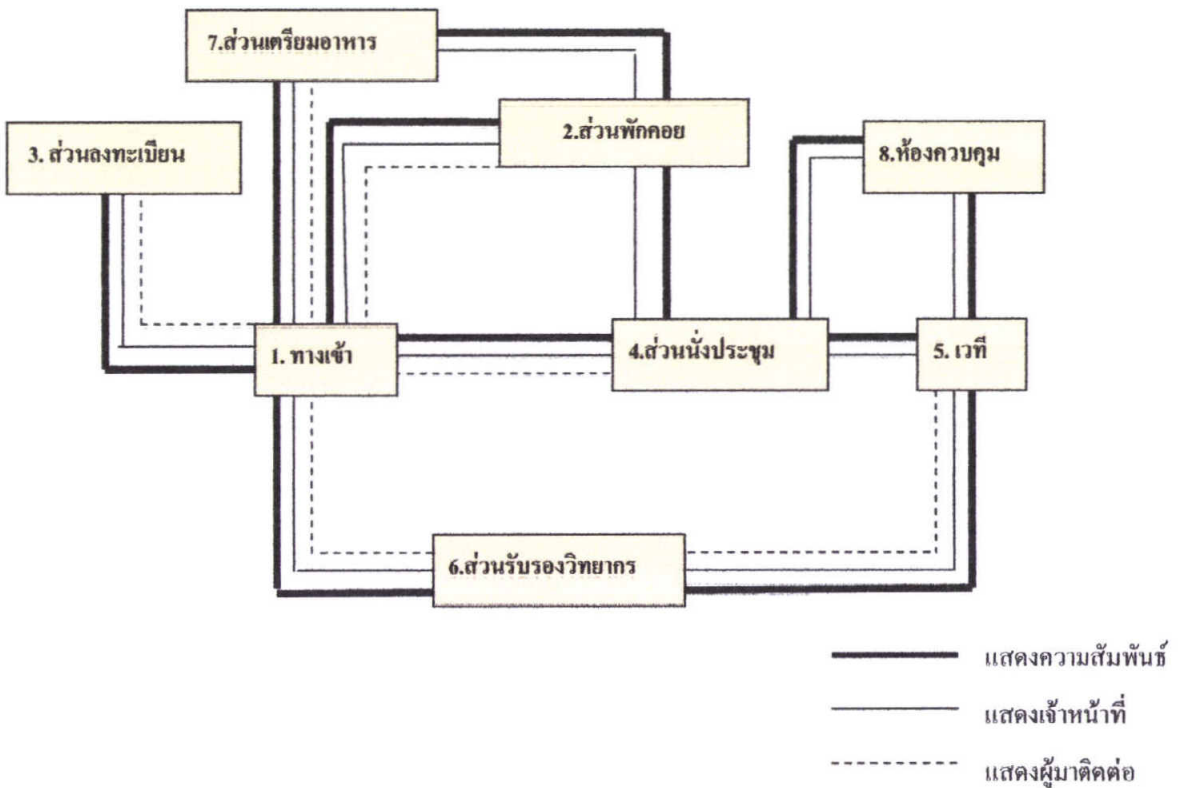 7.ส่วนเตรียมอาหาร
2.ส่วนพักคอย
3. ส่วนลงทะเบียน
8.ห้องควบคุม
1. ทางเข้า
4.ส่วนนั่งประชุม
5. เวที
6.ส่วนรับรองวิทยากร
แสดงความสัมพันธ์
แสดงเจ้าหน้าที่
แสดงผู้มาติดต่อ